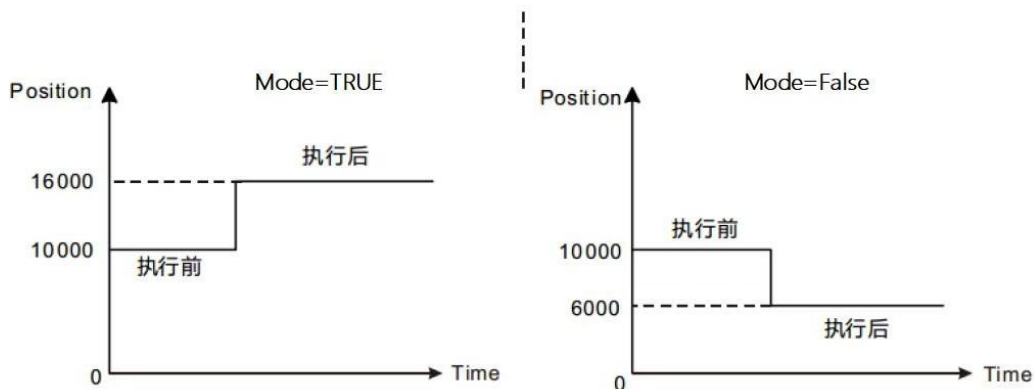 Mode=TRUE
Position
执行后
16000
10000
执行前
0
Time
Mode=False
Position
执行前
10000
6000
执行后
0
Time